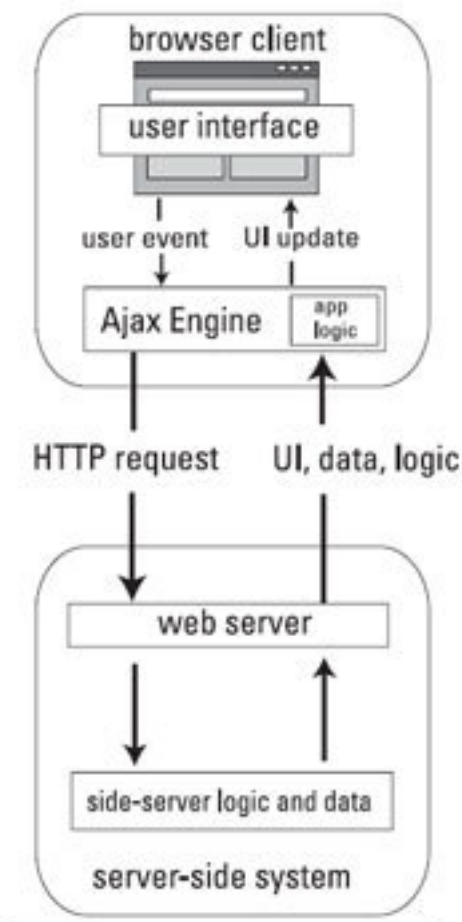 browser client
user interface
user event UI update
Ajax Engine
app
logic
HTTP request UI, data, logic
web server
side-server logic and data
server-side system